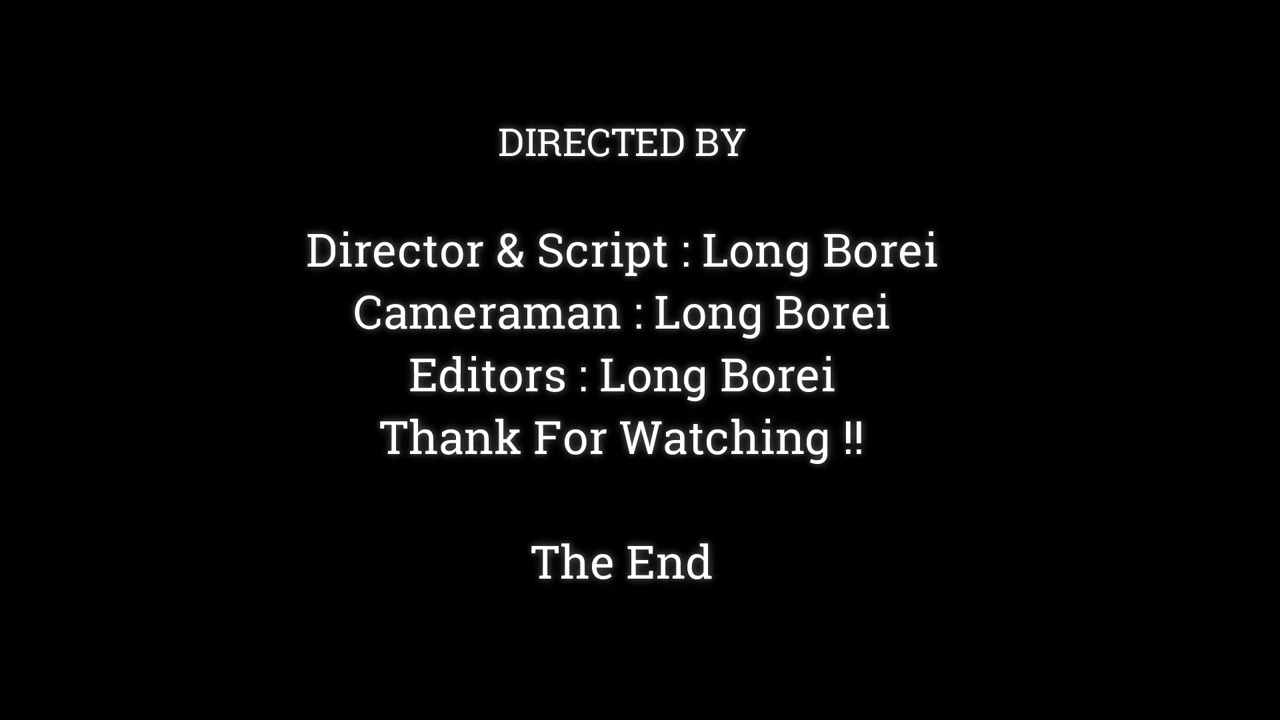 DIRECTED BY
Director & Script : Long Borei
Cameraman : Long Borei
Editors : Long Borei
Thank For Watching !!
The End